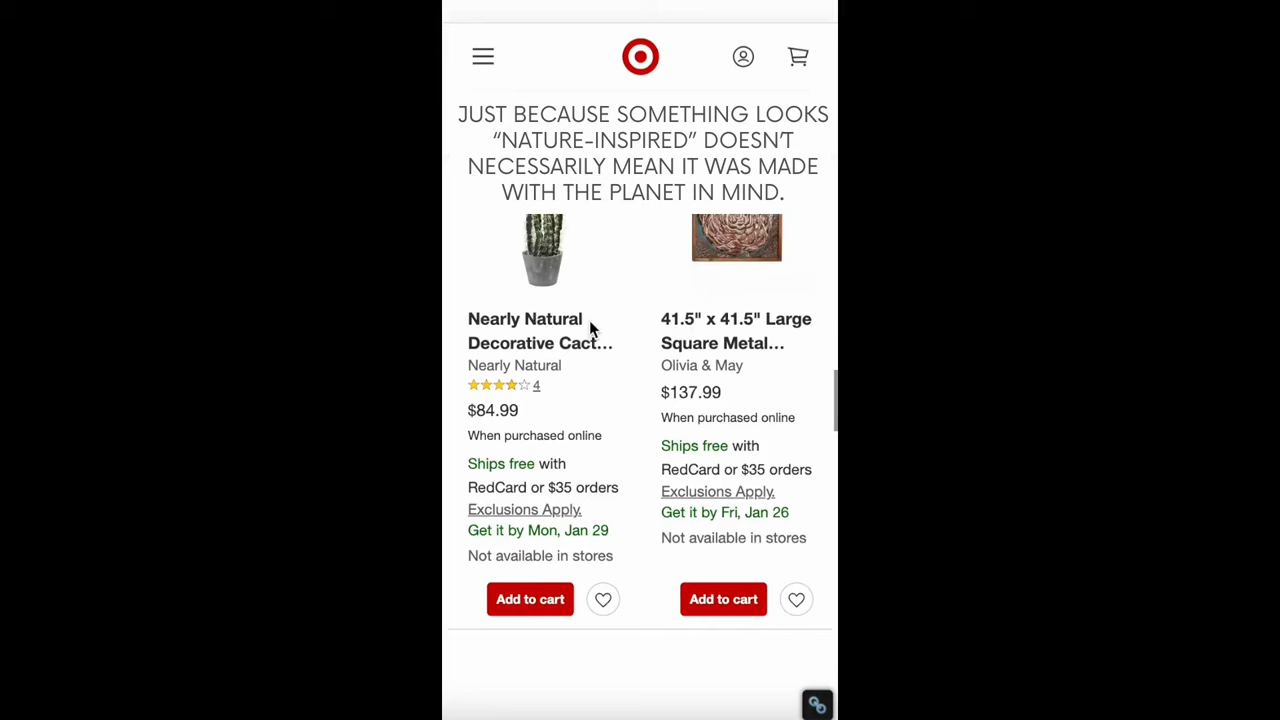 JUST BECAUSE SOMETHING LOOKS
“NATURE-INSPIRED” DOESN’T
NECESSARILY MEAN IT WAS MADE
WITH THE PLANET IN MIND.
Nearly Natural
Decorative Cact...
Nearly Natural
4
$84.99
When purchased online
Ships free with
RedCard or $35 orders
Exclusions Apply.
Get it by Mon, Jan 29
Not available in stores
Add to cart
41.5" x 41.5" Large
Square Metal...
Olivia & May
$137.99
When purchased online
Ships free with
RedCard or $35 orders
Exclusions Apply.
Get it by Fri, Jan 26
Not available in stores
Add to cart